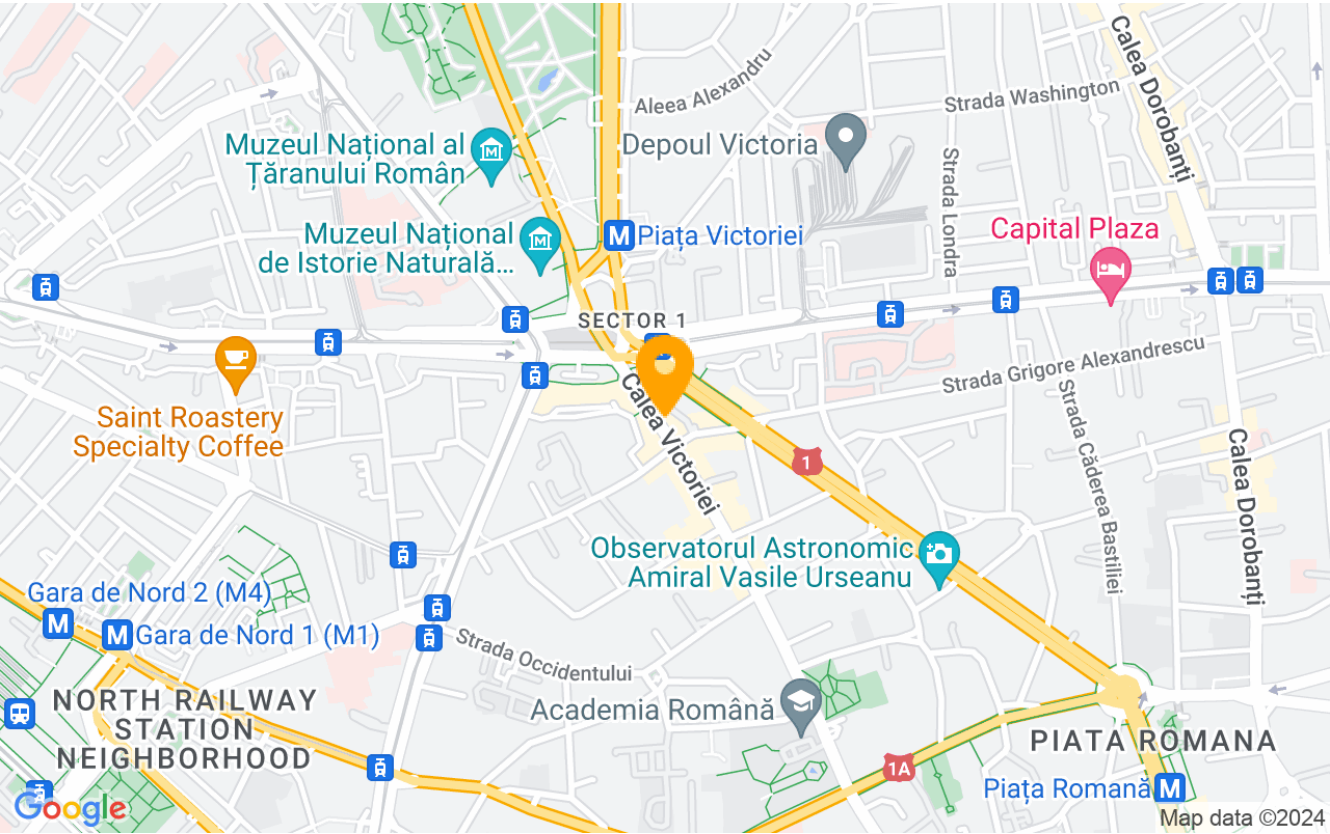 Calea Dorobanți
Aleea Alexandru
Strada Washington
Muzeul Național al
Țăranului Român
Depoul Victoria
Strada Londra
Muzeul Național
de Istorie Naturală...
M
Piața Victoriei
Capital Plaza
SECTOR 1
Strada Grigore Alexandrescu
Saint Roastery
Specialty Coffee
Calea Victoriei
Strada Căderea Bastiliei
1
Calea Dorobanți
Observatorul Astronomic
Amiral Vasile Urseanu
Gara de Nord 2 (M4)
M
M
Gara de Nord 1 (M1)
Strada Occidentului
NORTH RAILWAY
STATION
NEIGHBORHOOD
Academia Română
PIATA ROMANA
1A
Piața Romană
M
Google
Map data ©2024